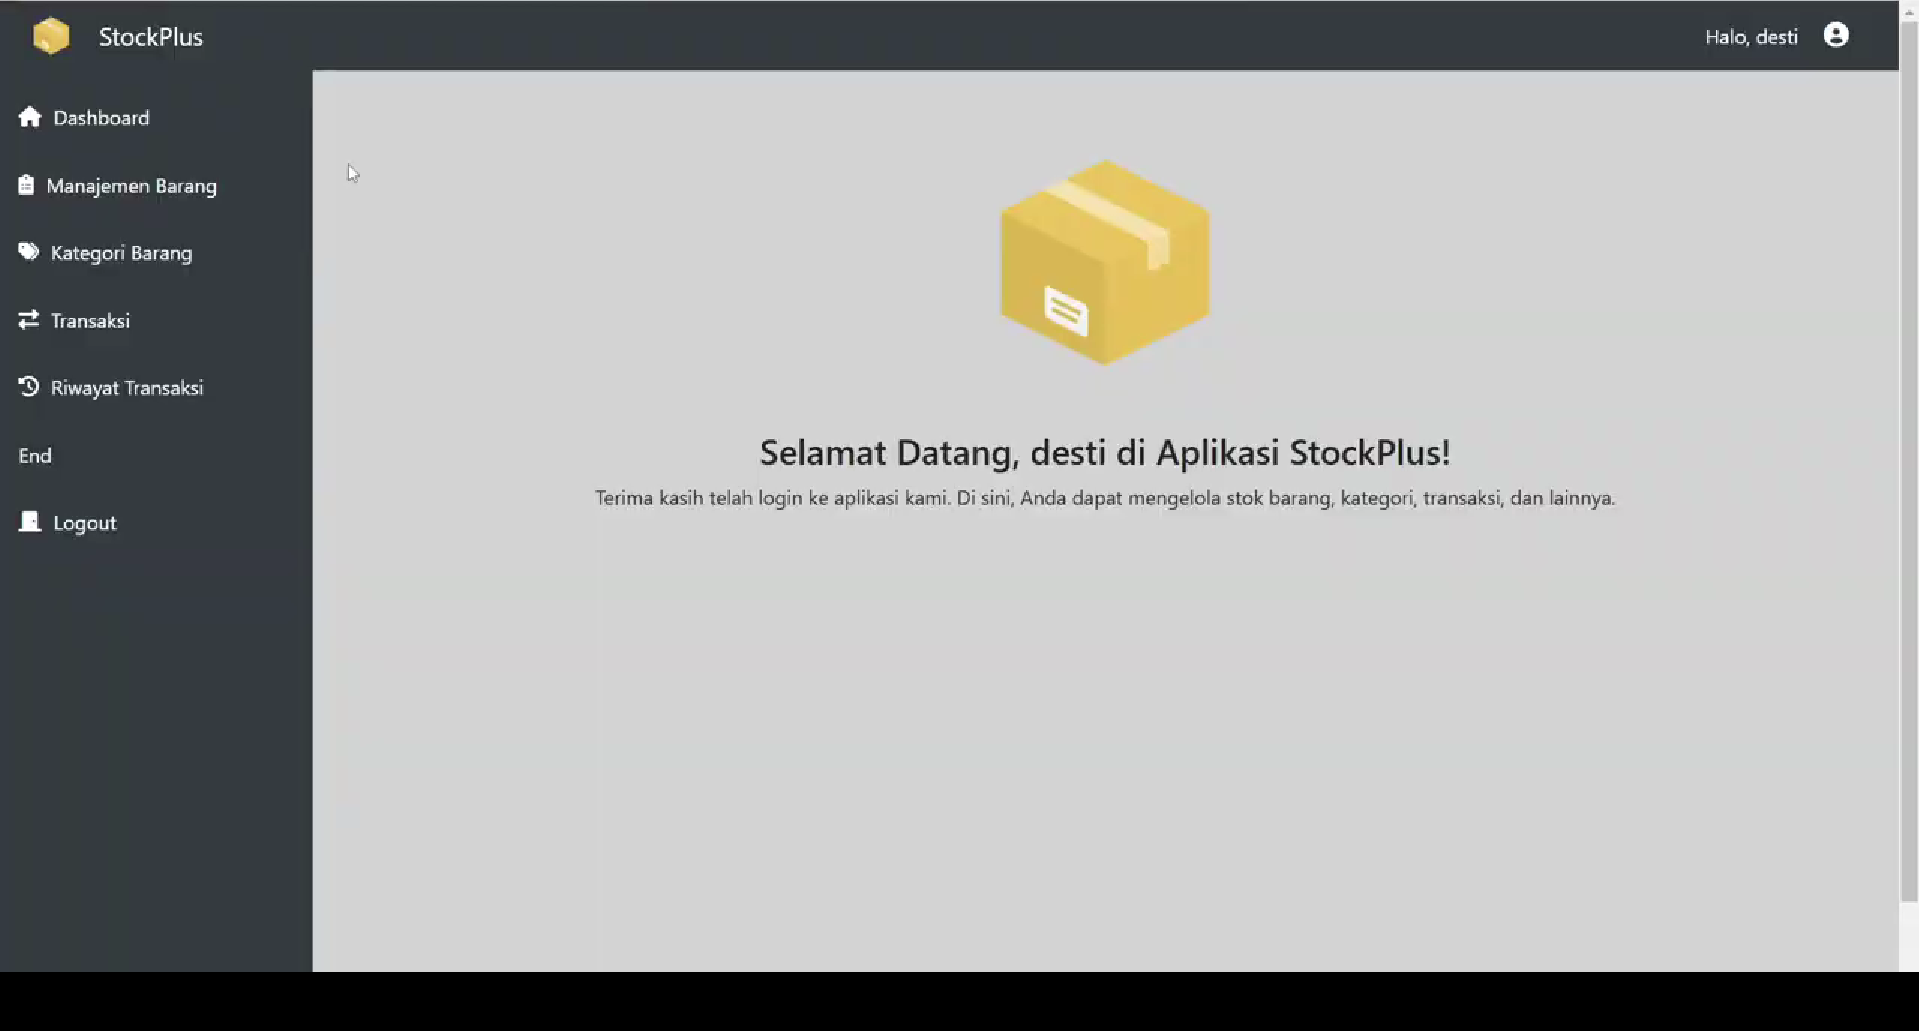 StockPlus
Halo, desti
Dashboard
Manajemen Barang
Kategori Barang
Transaksi
Riwayat Transaksi
End
Logout
Selamat Datang, desti di Aplikasi StockPlus!
Terima kasih telah login ke aplikasi kami. Di sini, Anda dapat mengelola stok barang, kategori, transaksi, dan lainnya.